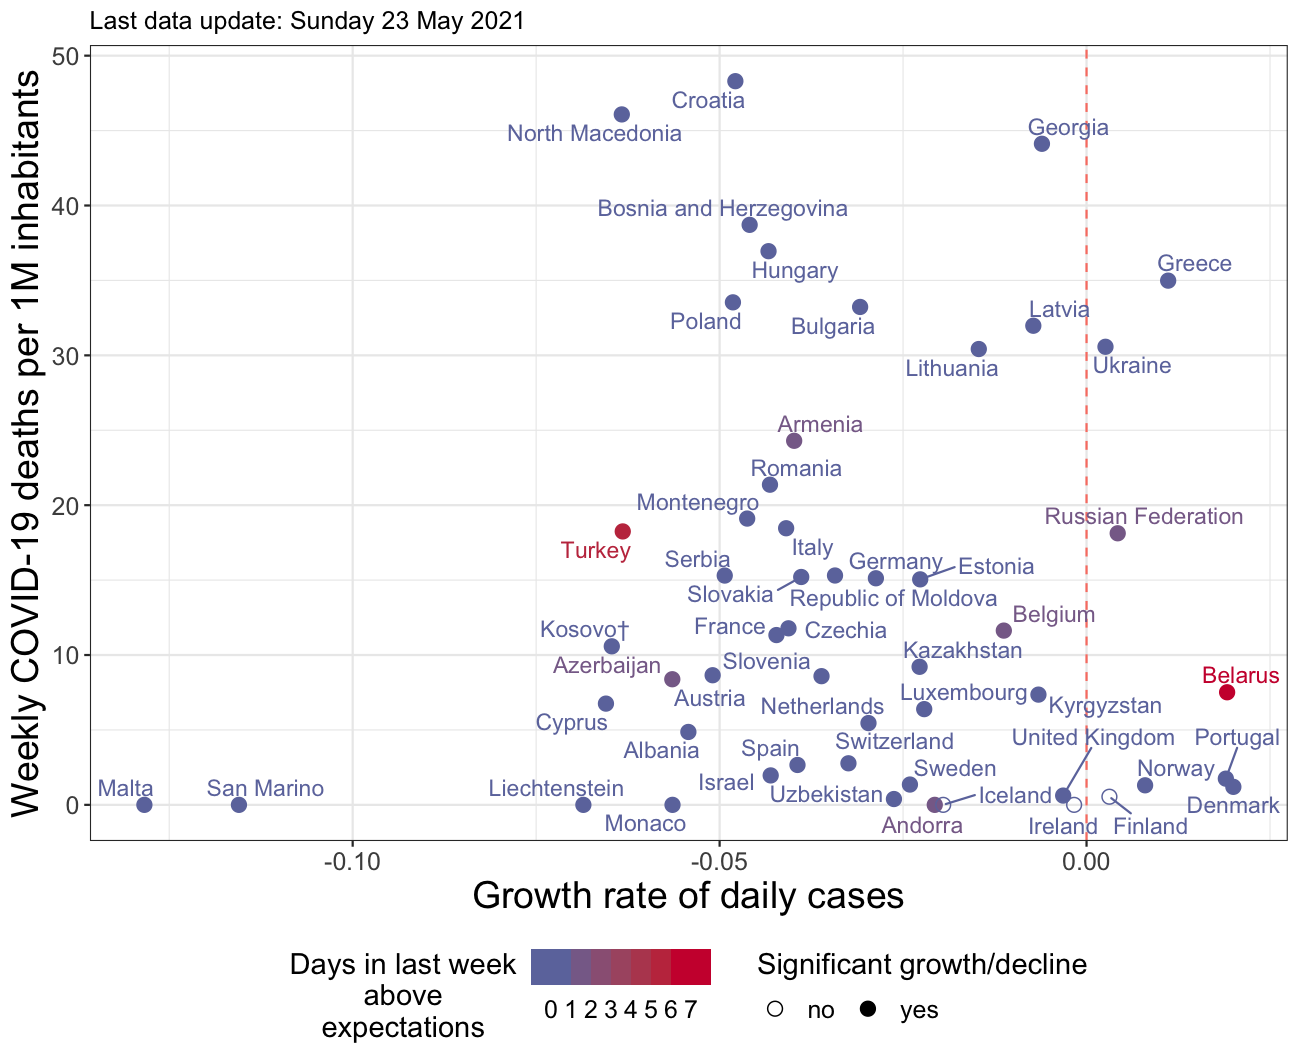 Last data update: Sunday 23 May 2021
Weekly COVID-19 deaths per 1M inhabitants
50
40
30
20
10
0
Croatia
North Macedonia
Georgia
Bosnia and Herzegovina
Hungary
Greece
Poland
Bulgaria
Latvia
Lithuania
Ukraine
Armenia
Romania
Montenegro
Russian Federation
Turkey
Italy
Serbia
Germany
Estonia
Slovakia
Republic of Moldova
Belgium
Kosovo†
France
Czechia
Azerbaijan
Slovenia
Kazakhstan
Belarus
Austria
Netherlands
Luxembourg
Kyrgyzstan
Cyprus
Albania
Spain
Switzerland
United Kingdom
Portugal
Malta
San Marino
Liechtenstein
Israel
Uzbekistan
Sweden
Iceland
Norway
Denmark
Monaco
Andorra
Ireland
Finland
-0.10
-0.05
0.00
Growth rate of daily cases
Days in last week
above
expectations
0 1 2 3 4 5 6 7
Significant growth/decline
no
yes